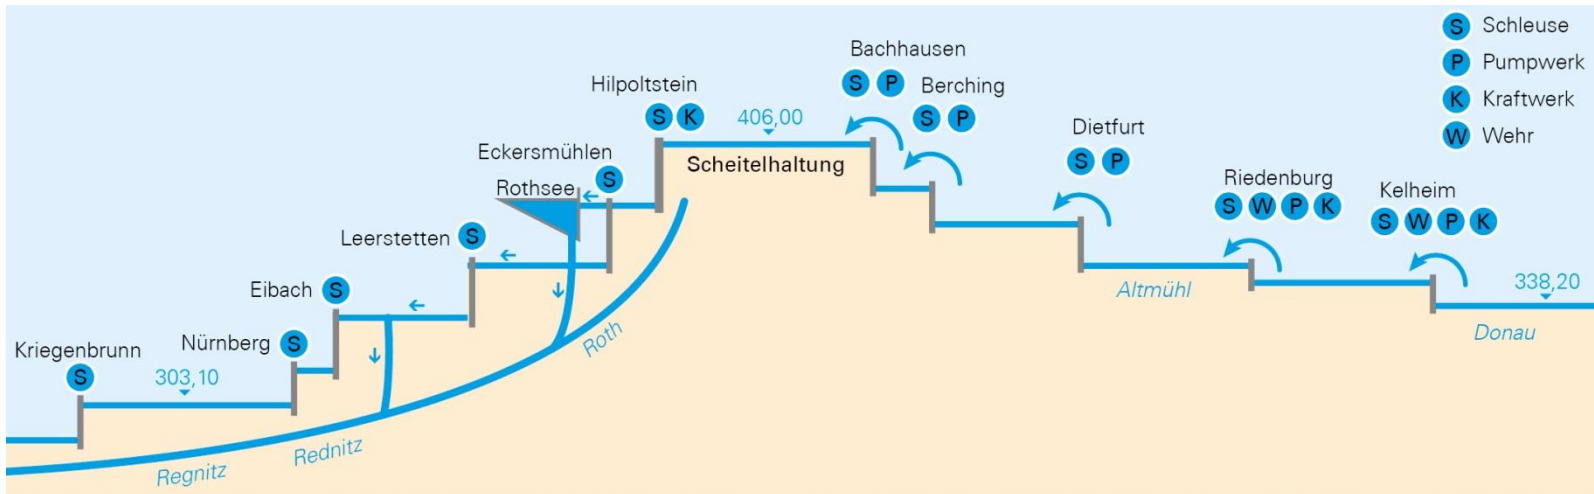 Kriegenbrunn
S
303,10
Nürnberg
S
Eibach
S
Leerstetten
S
Rothsee
Eckersmühlen
S
Hilpoltstein
S K
406,00
Scheitelhaltung
Bachhausen
S P
Berching
S P
Dietfurt
S P
Riedenburg
S W P K
Kelheim
S W P K
338,20
Altmühl
Donau
Roth
Rednitz
Regnitz
S Schleuse
P Pumpwerk
K Kraftwerk
W Wehr